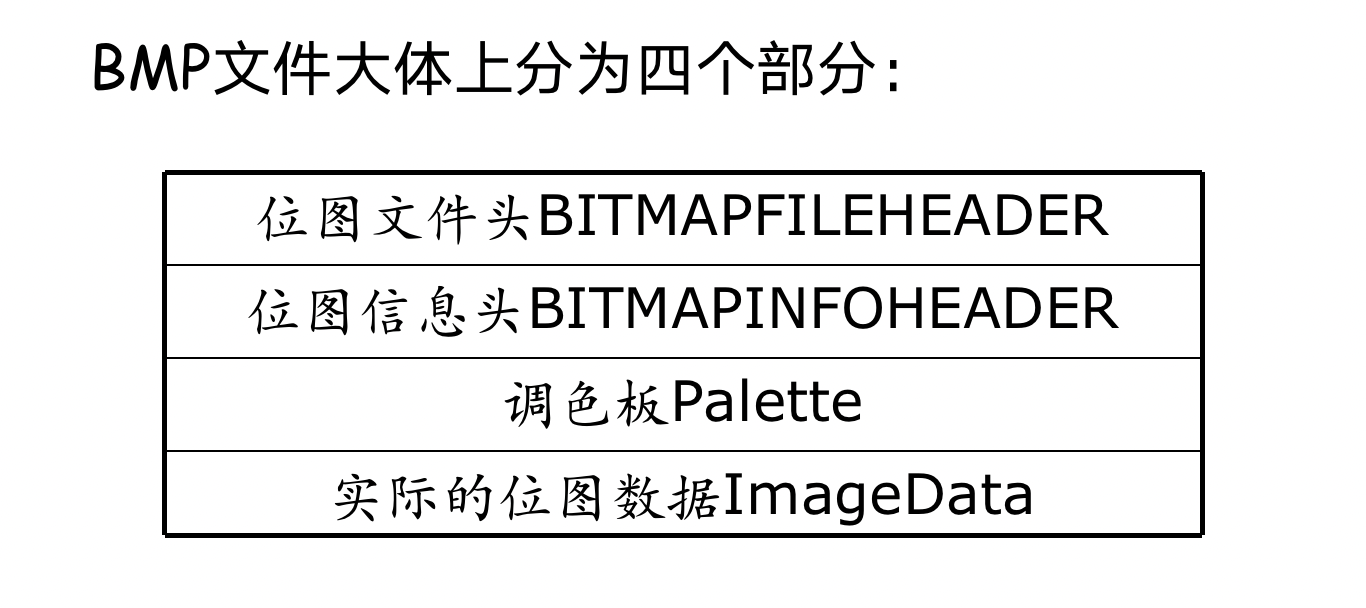 BMP文件大体上分为四个部分:
位图文件头BITMAPFILEHEADER
位图信息头BITMAPINFOHEADER
调色板Palette
实际的位图数据ImageData